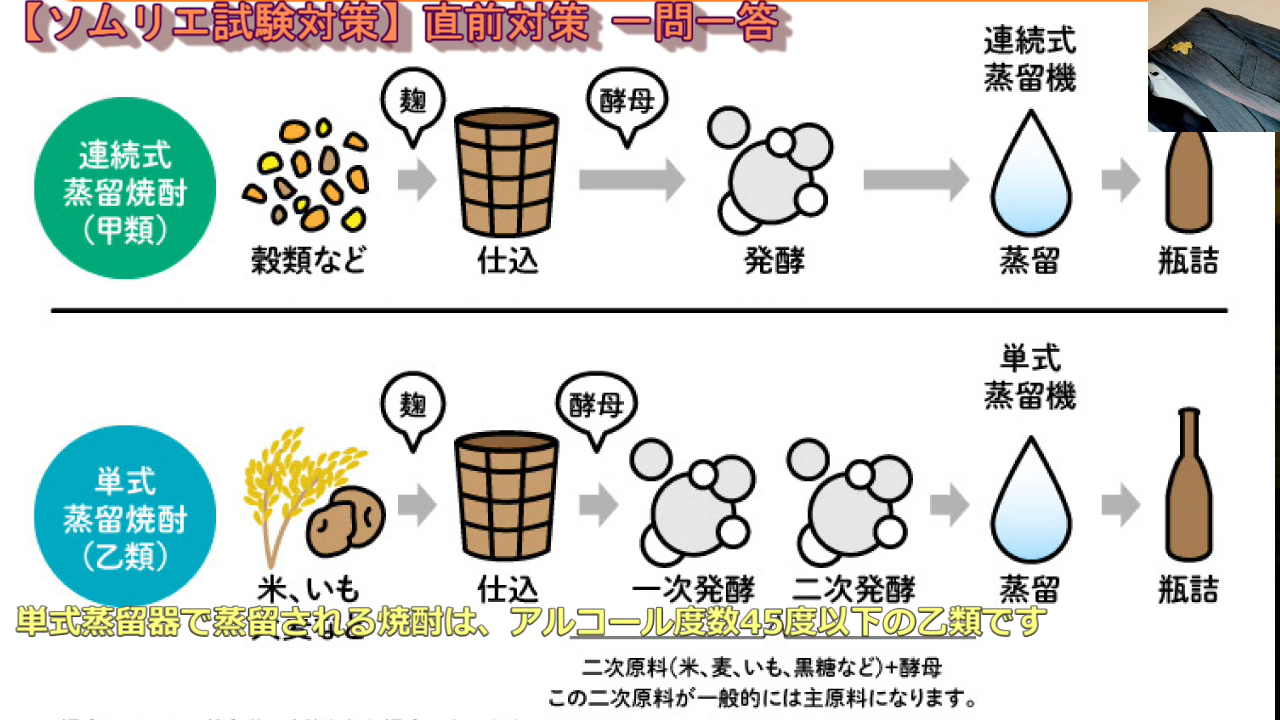 【ソムリエ試験対策】直前対策 一問一答
連続式
蒸留機
麹
酵母
連続式
蒸留焼酎
（甲類）
穀類など
仕込
発酵
蒸留
瓶詰
単式
蒸留機
麹
酵母
単式
蒸留焼酎
（乙類）
米、いも
仕込
一次発酵
二次発酵
蒸留
瓶詰
単式蒸留器で蒸留される焼酎は、アルコール度数45度以下の乙類です
二次原料(米、麦、いも、黒糖など)+酵母
この二次原料が一般的には主原料になります。